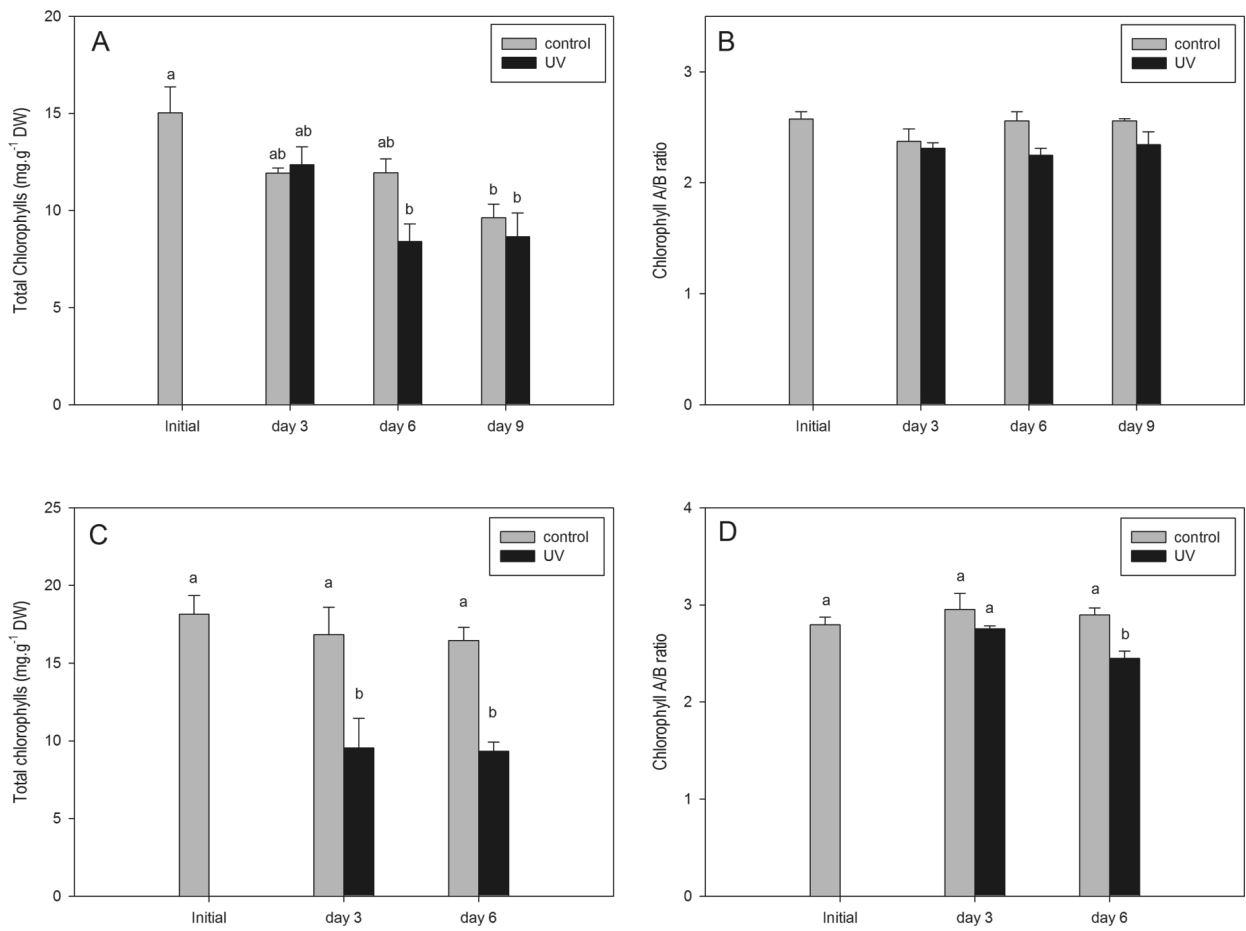 A
control
UV
Total Chlorophylls (mg.g⁻¹ DW)
20
15
10
5
0
a
ab
ab
ab
b
b
b
Initial
day 3
day 6
day 9
B
control
UV
Chlorophyll A/B ratio
3
2
1
0
Initial
day 3
day 6
day 9
C
control
UV
Total chlorophylls (mg.g⁻¹ DW)
25
20
15
10
5
0
a
a
b
a
b
Initial
day 3
day 6
D
control
UV
Chlorophyll A/B ratio
4
3
2
1
0
a
a
a
a
b
Initial
day 3
day 6